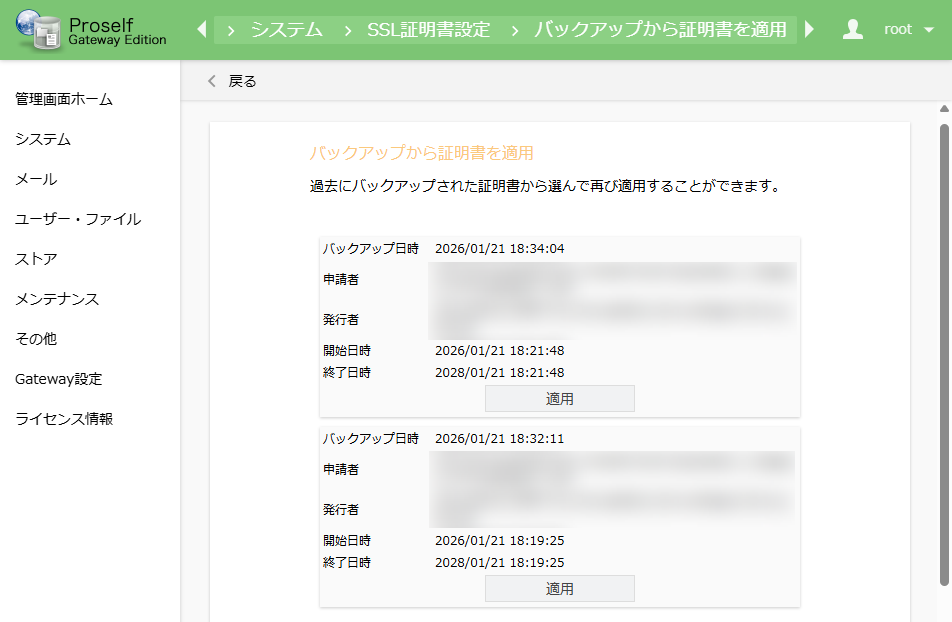 Proself
Gateway Edition
システム
SSL証明書設定
バックアップから証明書を適用
root
戻る
管理画面ホーム
システム
メール
ユーザー・ファイル
ストア
メンテナンス
その他
Gateway設定
ライセンス情報
バックアップから証明書を適用
過去にバックアップされた証明書から選んで再び適用することができます。
バックアップ日時 2026/01/21 18:34:04
申請者
発行者
開始日時 2026/01/21 18:21:48
終了日時 2028/01/21 18:21:48
適用
バックアップ日時 2026/01/21 18:32:11
申請者
発行者
開始日時 2026/01/21 18:19:25
終了日時 2028/01/21 18:19:25
適用